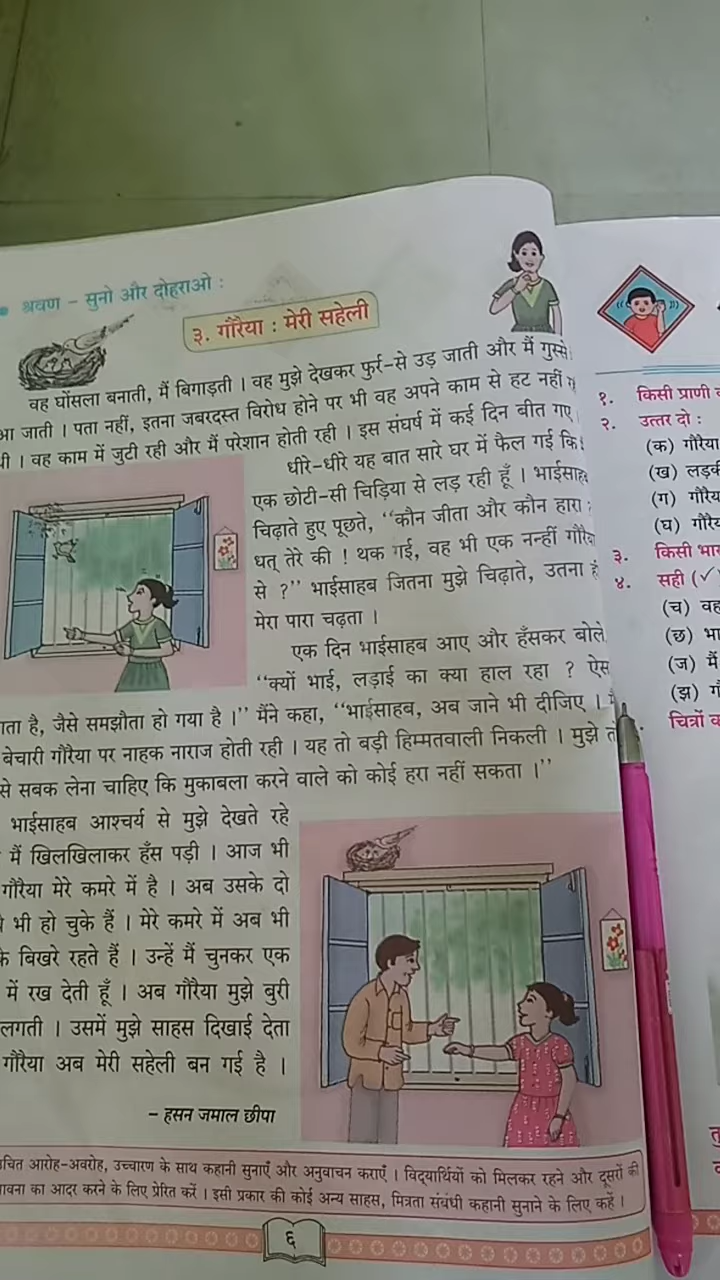 श्रवण – सुनो और दोहराओ :
३. गौरैया : मेरी सहेली
वह घोंसला बनाती, मैं बिगाड़ती । वह मुझे देखकर फुर्र-से उड़ जाती और मैं गुस्से
आ जाती । पता नहीं, इतना जबरदस्त विरोध होने पर भी वह अपने काम से हट नहीं
थी । वह काम में जुटी रही और मैं परेशान होती रही । इस संघर्ष में कई दिन बीत गए
धीरे-धीरे यह बात सारे घर में फैल गई कि
एक छोटी-सी चिड़िया से लड़ रही हूँ । भाईसाहब
चिढ़ाते हुए पूछते, ‘‘कौन जीता और कौन हारा
धत् तेरे की ! थक गई, वह भी एक नन्हीं गौरैया
से ?’’ भाईसाहब जितना मुझे चिढ़ाते, उतना ही
मेरा पारा चढ़ता ।
एक दिन भाईसाहब आए और हँसकर बोले
‘‘क्यों भाई, लड़ाई का क्या हाल रहा ? ऐस
गता है, जैसे समझौता हो गया है ।’’ मैंने कहा, ‘‘भाईसाहब, अब जाने भी दीजिए ।
बेचारी गौरैया पर नाहक नाराज होती रही । यह तो बड़ी हिम्मतवाली निकली । मुझे
से सबक लेना चाहिए कि मुकाबला करने वाले को कोई हरा नहीं सकता ।’’
भाईसाहब आश्चर्य से मुझे देखते रहे
मैं खिलखिलाकर हँस पड़ी । आज भी
गौरैया मेरे कमरे में है । अब उसके दो
भी हो चुके हैं । मेरे कमरे में अब भी
के बिखरे रहते हैं । उन्हें मैं चुनकर एक
में रख देती हूँ । अब गौरैया मुझे बुरी
लगती । उसमें मुझे साहस दिखाई देता
गौरैया अब मेरी सहेली बन गई है ।
– हसन जमाल छीपा
उचित आरोह-अवरोह, उच्चारण के साथ कहानी सुनाएँ और अनुवाचन कराएँ । विद्‌यार्थियों को मिलकर रहने और दूसरों की
भावना का आदर करने के लिए प्रेरित करें । इसी प्रकार की कोई अन्य साहस, मित्रता संबंधी कहानी सुनाने के लिए कहें ।
६
१. किसी प्राणी
२. उत्तर दो :
(क) गौरैया
(ख) लड़की
(ग) गौरैय
(घ) गौरैय
३. किसी भार
४. सही (✓
(च) वह
(छ) भा
(ज) मैं
(झ) ग
चित्रों